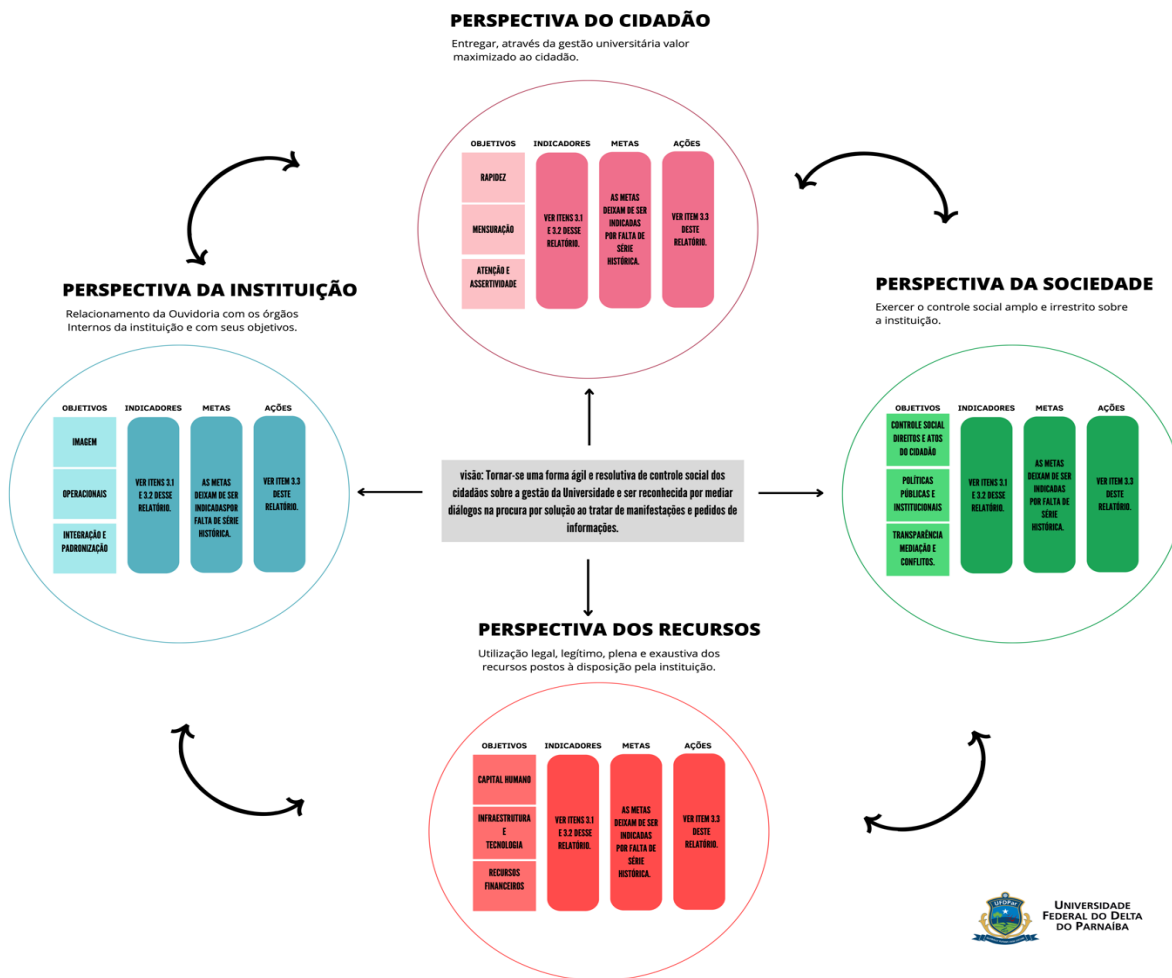 PERSPECTIVA DO CIDADÃO
Entregar, através da gestão universitária valor
maximizado ao cidadão.
OBJETIVOS
INDICADORES
METAS
AÇÕES
RAPIDEZ
MENSURAÇÃO
ATENÇÃO E
ASSERTIVIDADE
VER ITENS 3.1
E 3.2 DESSE
RELATÓRIO.
AS METAS
DEIXAM DE SER
INDICADAS
POR FALTA DE
SÉRIE
HISTÓRICA.
VER ITEM 3.3
DESTE
RELATÓRIO.
PERSPECTIVA DA INSTITUIÇÃO
Relacionamento da Ouvidoria com os órgãos
Internos da instituição e com seus objetivos.
OBJETIVOS
INDICADORES
METAS
AÇÕES
IMAGEM
OPERACIONAIS
INTEGRAÇÃO E
PADRONIZAÇÃO
VER ITENS 3.1
E 3.2 DESSE
RELATÓRIO.
AS METAS
DEIXAM DE SER
INDICADASPOR
FALTA DE SÉRIE
HISTÓRICA.
VER ITEM 3.3
DESTE
RELATÓRIO.
visão: Tornar-se uma forma ágil e resolutiva de controle social dos
cidadãos sobre a gestão da Universidade e ser reconhecida por mediar
diálogos na procura por solução ao tratar de manifestações e pedidos de
informações.
PERSPECTIVA DA SOCIEDADE
Exercer o controle social amplo e irrestrito sobre
a instituição.
OBJETIVOS
INDICADORES
METAS
AÇÕES
CONTROLE SOCIAL
DIREITOS E ATOS
DO CIDADÃO
POLÍTICAS
PÚBLICAS E
INSTITUCIONAIS
TRANSPARÊNCIA
MEDIAÇÃO E
CONFLITOS.
VER ITENS 3.1
E 3.2 DESSE
RELATÓRIO.
AS METAS
DEIXAM DE SER
INDICADAS
POR FALTA DE
SÉRIE
HISTÓRICA.
VER ITEM 3.3
DESTE
RELATÓRIO.
PERSPECTIVA DOS RECURSOS
Utilização legal, legítimo, plena e exaustiva dos
recursos postos à disposição pela instituição.
OBJETIVOS
INDICADORES
METAS
AÇÕES
CAPITAL HUMANO
INFRAESTRUTURA
E
TECNOLOGIA
RECURSOS
FINANCEIROS
VER ITENS 3.1
E 3.2 DESSE
RELATÓRIO.
AS METAS
DEIXAM DE SER
INDICADAS
POR FALTA DE
SÉRIE
HISTÓRICA.
VER ITEM 3.3
DESTE
RELATÓRIO.
UFDPar
UNIVERSIDADE
FEDERAL DO DELTA
DO PARNAÍBA